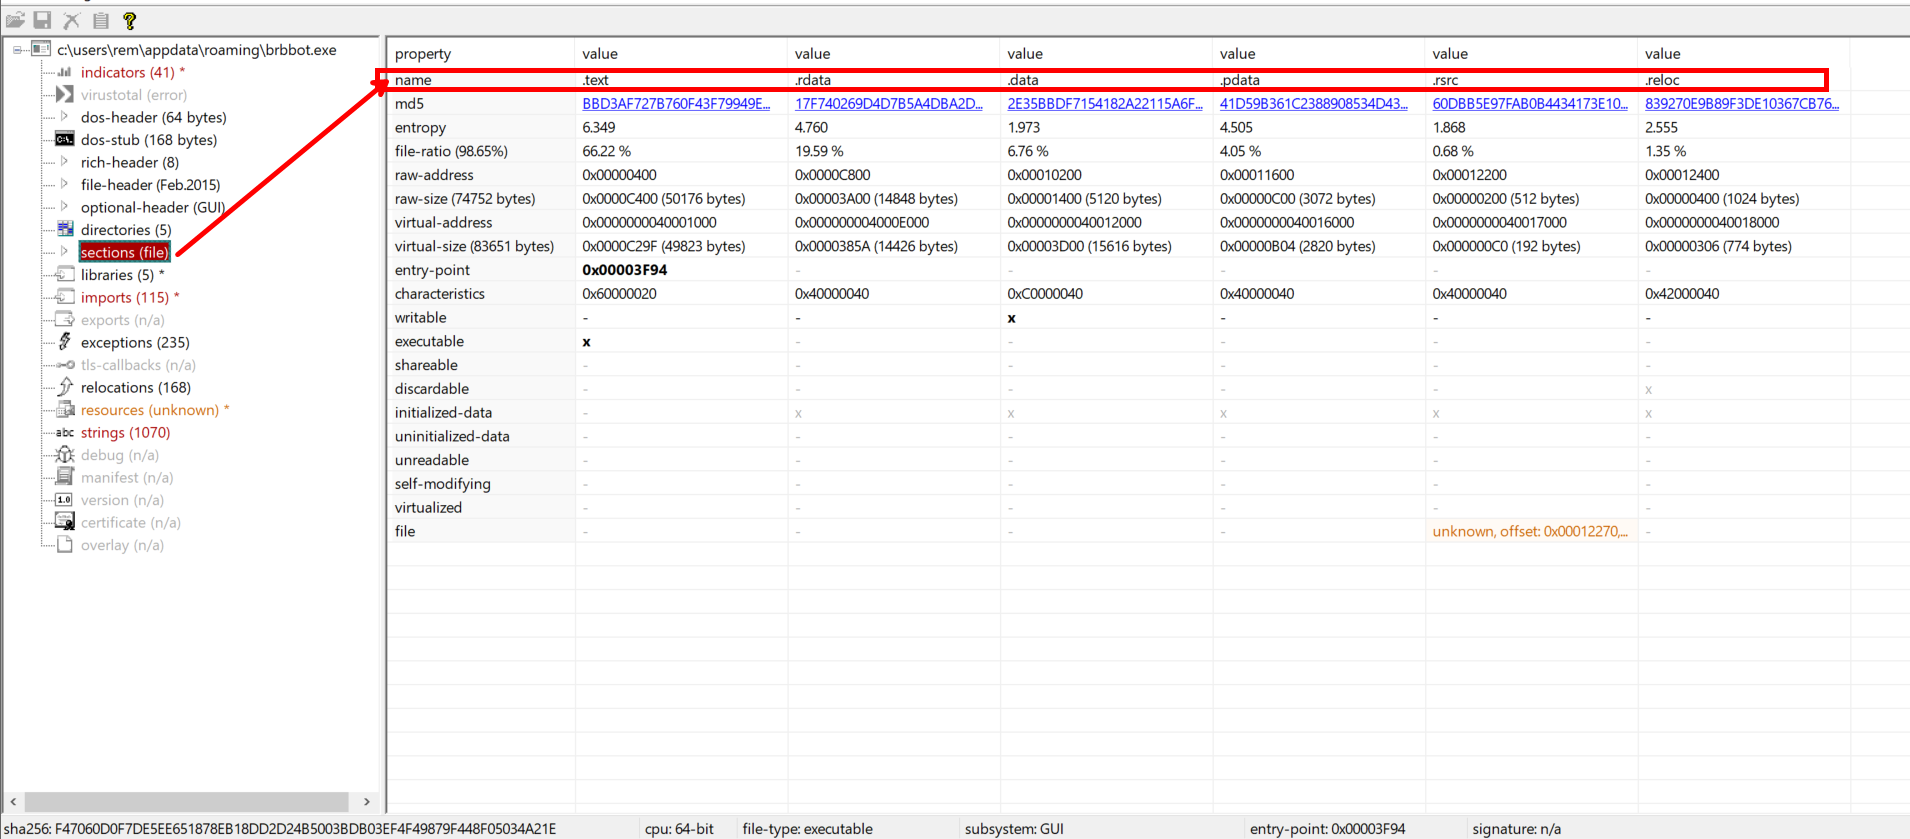 c:\users\rem\appdata\roaming\brbbot.exe
indicators (41) *
virustotal (error)
dos-header (64 bytes)
dos-stub (168 bytes)
rich-header (8)
file-header (Feb.2015)
optional-header (GUI)
directories (5)
sections (file)
libraries (5) *
imports (115) *
exports (n/a)
exceptions (235)
tls-callbacks (n/a)
relocations (168)
resources (unknown) *
abc strings (1070)
debug (n/a)
manifest (n/a)
1.0 version (n/a)
certificate (n/a)
overlay (n/a)
property value value value value value value
name .text .rdata .data .pdata .rsrc .reloc
md5 BBD3AF727B760F43F79949E... 17F740269D4D7B5A4DBA2D... 2E35BBDF7154182A22115A6F... 41D59B361C2388908534D43... 60DBB5E97FAB0B4434173E10... 839270E9B89F3DE10367CB76...
entropy 6.349 4.760 1.973 4.505 1.868 2.555
file-ratio (98.65%) 66.22 % 19.59 % 6.76 % 4.05 % 0.68 % 1.35 %
raw-address 0x00000400 0x0000C800 0x00010200 0x00011600 0x00012200 0x00012400
raw-size (74752 bytes) 0x0000C400 (50176 bytes) 0x00003A00 (14848 bytes) 0x00001400 (5120 bytes) 0x00000C00 (3072 bytes) 0x00000200 (512 bytes) 0x00000400 (1024 bytes)
virtual-address 0x0000000040001000 0x000000004000E000 0x0000000040012000 0x0000000040016000 0x0000000040017000 0x0000000040018000
virtual-size (83651 bytes) 0x0000C29F (49823 bytes) 0x0000385A (14426 bytes) 0x00003D00 (15616 bytes) 0x00000B04 (2820 bytes) 0x000000C0 (192 bytes) 0x00000306 (774 bytes)
entry-point 0x00003F94 - - - - -
characteristics 0x60000020 0x40000040 0xC0000040 0x40000040 0x40000040 0x42000040
writable - - x - - -
executable x - - - - -
shareable - - - - - -
discardable - - - - - x
initialized-data - x x x x x
uninitialized-data - - - - - -
unreadable - - - - - -
self-modifying - - - - - -
virtualized - - - - - -
file - - - - unknown, offset: 0x00012270,... -
sha256: F47060D0F7DE5EE651878EB18DD2D24B5003BDB03EF4F49879F448F05034A21E cpu: 64-bit file-type: executable subsystem: GUI entry-point: 0x00003F94 signature: n/a